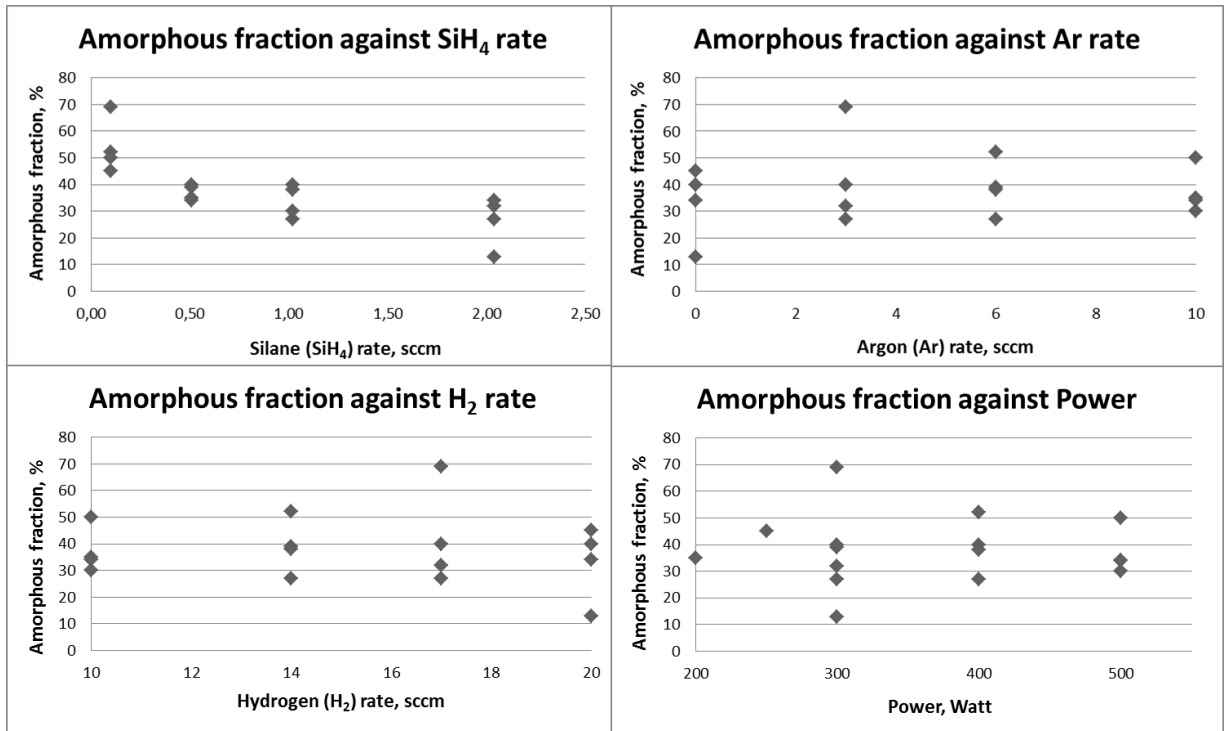 Amorphous fraction against SiH₄ rate
Amorphous fraction, %
80
70
60
50
40
30
20
10
0
0,00 0,50 1,00 1,50 2,00 2,50
Silane (SiH₄) rate, sccm
Amorphous fraction against Ar rate
Amorphous fraction, %
80
70
60
50
40
30
20
10
0
0 2 4 6 8 10
Argon (Ar) rate, sccm
Amorphous fraction against H₂ rate
Amorphous fraction, %
80
70
60
50
40
30
20
10
0
10 12 14 16 18 20
Hydrogen (H₂) rate, sccm
Amorphous fraction against Power
Amorphous fraction, %
80
70
60
50
40
30
20
10
0
200 300 400 500
Power, Watt